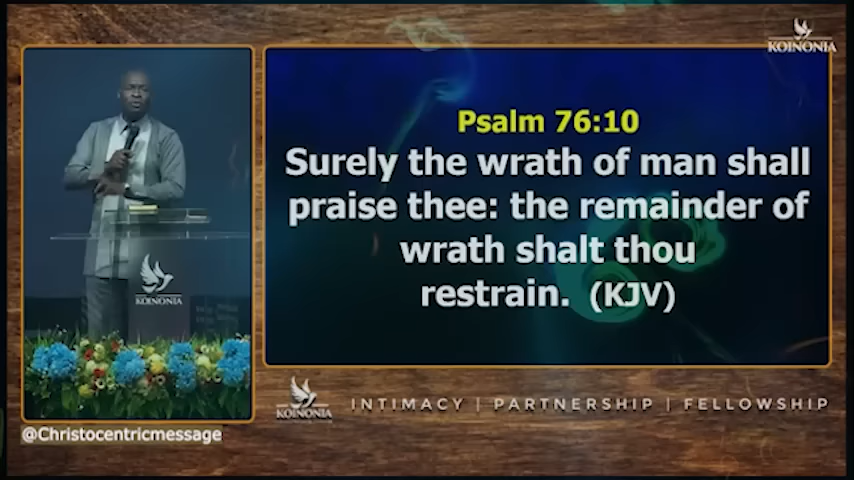 KOINONIA
Psalm 76:10
Surely the wrath of man shall
praise thee: the remainder of
wrath shalt thou
restrain. (KJV)
KOINONIA
KOINONIA
INTIMACY | PARTNERSHIP | FELLOWSHIP
@Christocentricmessage